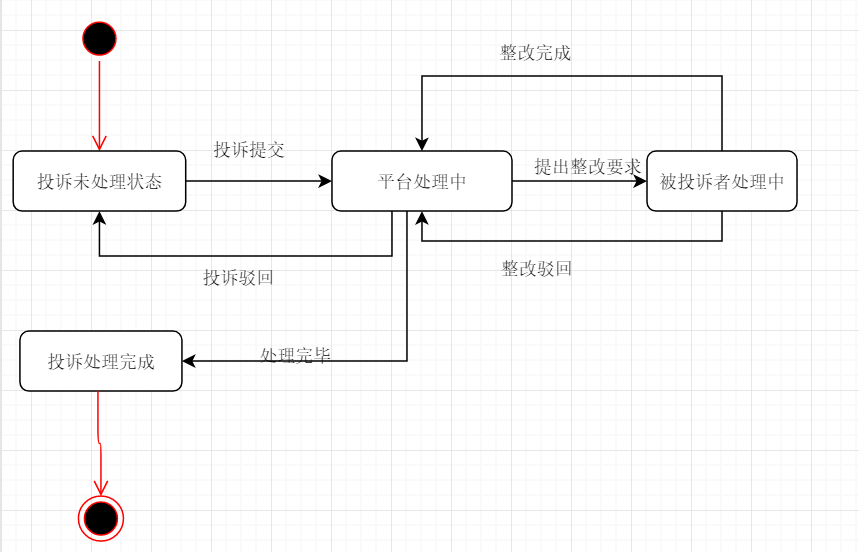 整改完成
投诉提交
提出整改要求
投诉未处理状态
平台处理中
被投诉者处理中
投诉驳回
整改驳回
处理完毕
投诉处理完成